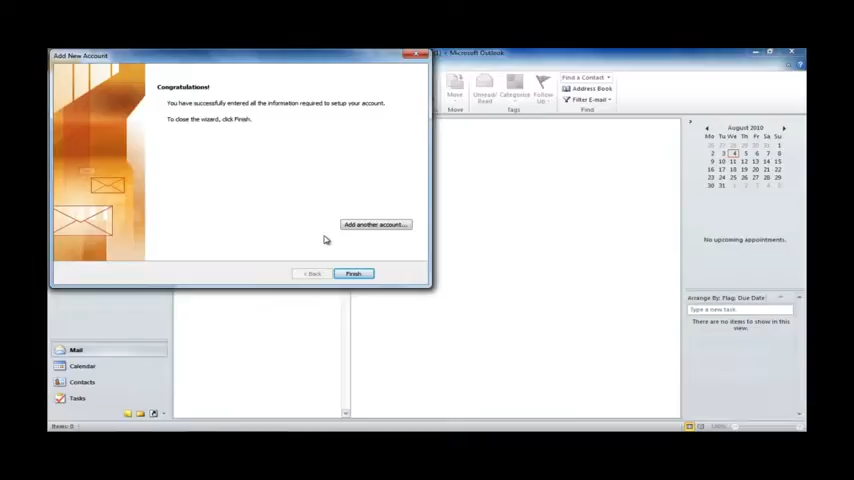 Add New Account
(1) - Microsoft Outlook
Congratulations!
You have successfully entered all the information required to setup your account.
To close the wizard, click Finish.
Add another account...
< Back
Finish
Move
Unread/
Read
Categorize
Follow
Up
Move
Tags
Find a Contact
Address Book
Filter E-mail
Find
August 2010
Mo Tu We Th Fr Sa Su
26 27 28 29 30 31 1
2 3 4 5 6 7 8
9 10 11 12 13 14 15
16 17 18 19 20 21 22
23 24 25 26 27 28 29
30 31 1 2 3 4 5
No upcoming appointments.
Arrange By: Flag: Due Date
Type a new task
There are no items to show in this
view.
Mail
Calendar
Contacts
Tasks
Items: 0
100%